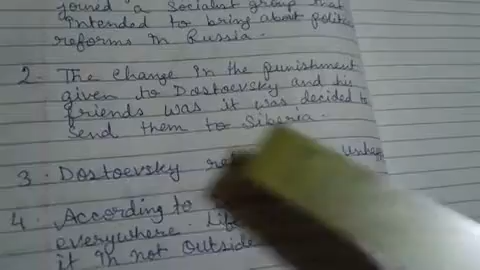 joined a socialist group that
intended to bring about
reforms in Russia.
2. The change in the punishment
given to Dostoevsky and his
friends was it was decided to
send them to Siberia.
3. Dostoevsky
4. According to
everywhere.
it in not outside